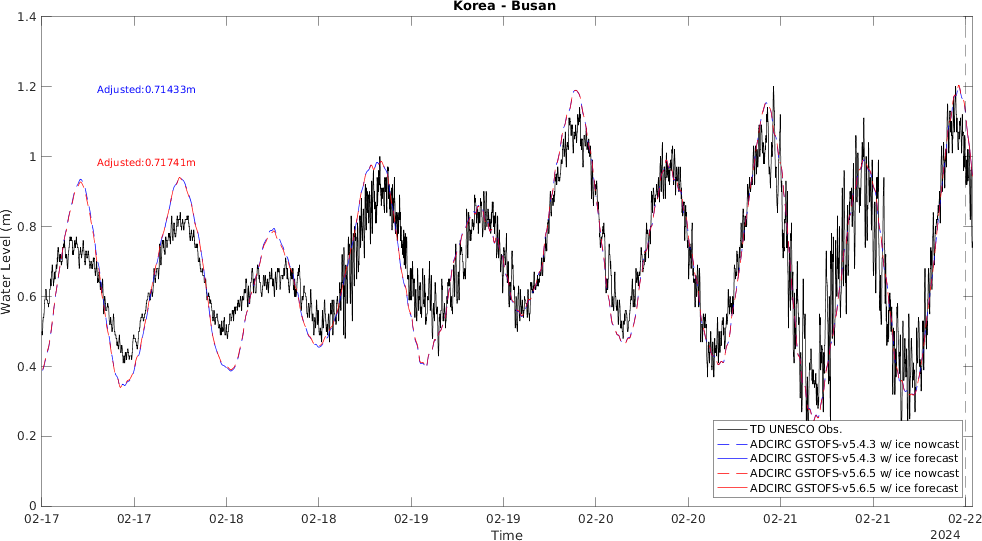 Korea - Busan
1.4
1.2
1
0.8
0.6
0.4
0.2
0
Water Level (m)
Adjusted:0.71433m
Adjusted:0.71741m
TD UNESCO Obs.
ADCIRC GSTOFS-v5.4.3 w/ ice nowcast
ADCIRC GSTOFS-v5.4.3 w/ ice forecast
ADCIRC GSTOFS-v5.6.5 w/ ice nowcast
ADCIRC GSTOFS-v5.6.5 w/ ice forecast
02-17 02-17 02-18 02-18 02-19 02-19 02-20 02-20 02-21 02-21 02-22
Time
2024